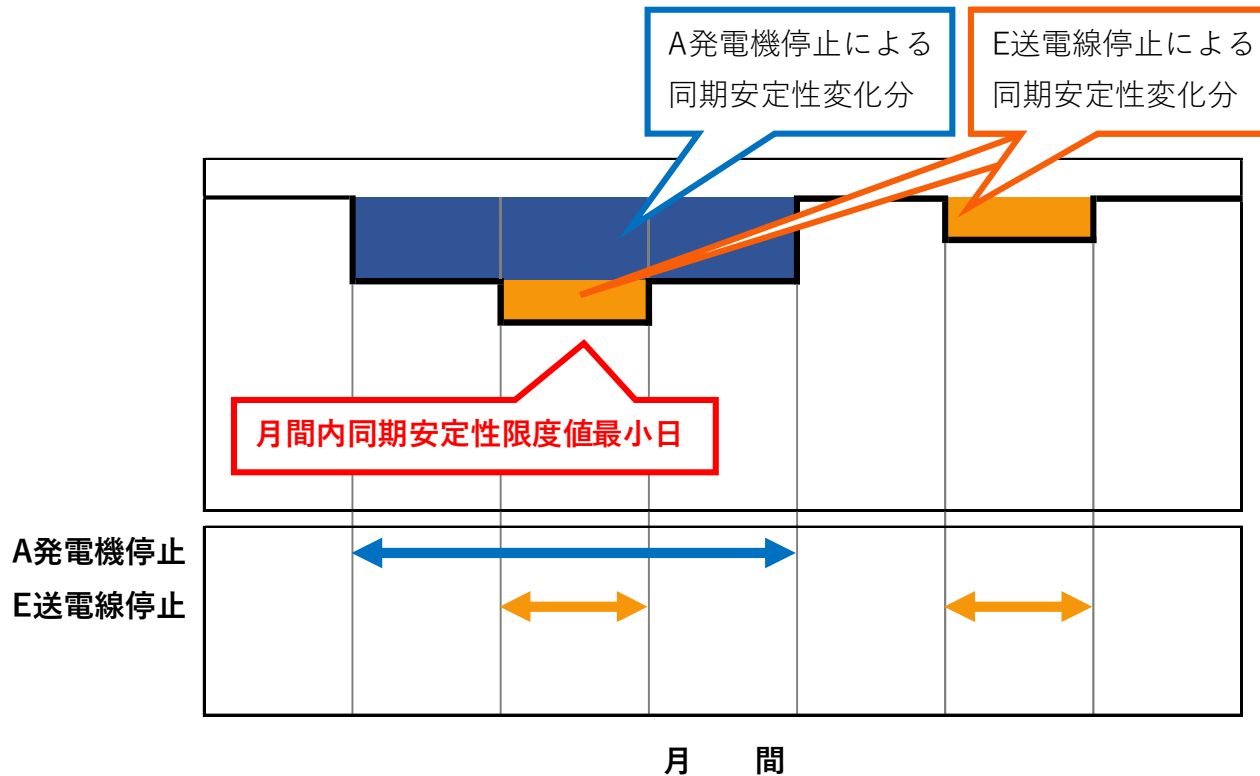 A発電機停止による
同期安定性変化分
E送電線停止による
同期安定性変化分
月間内同期安定性限度値最小日
A発電機停止
E送電線停止
月　間